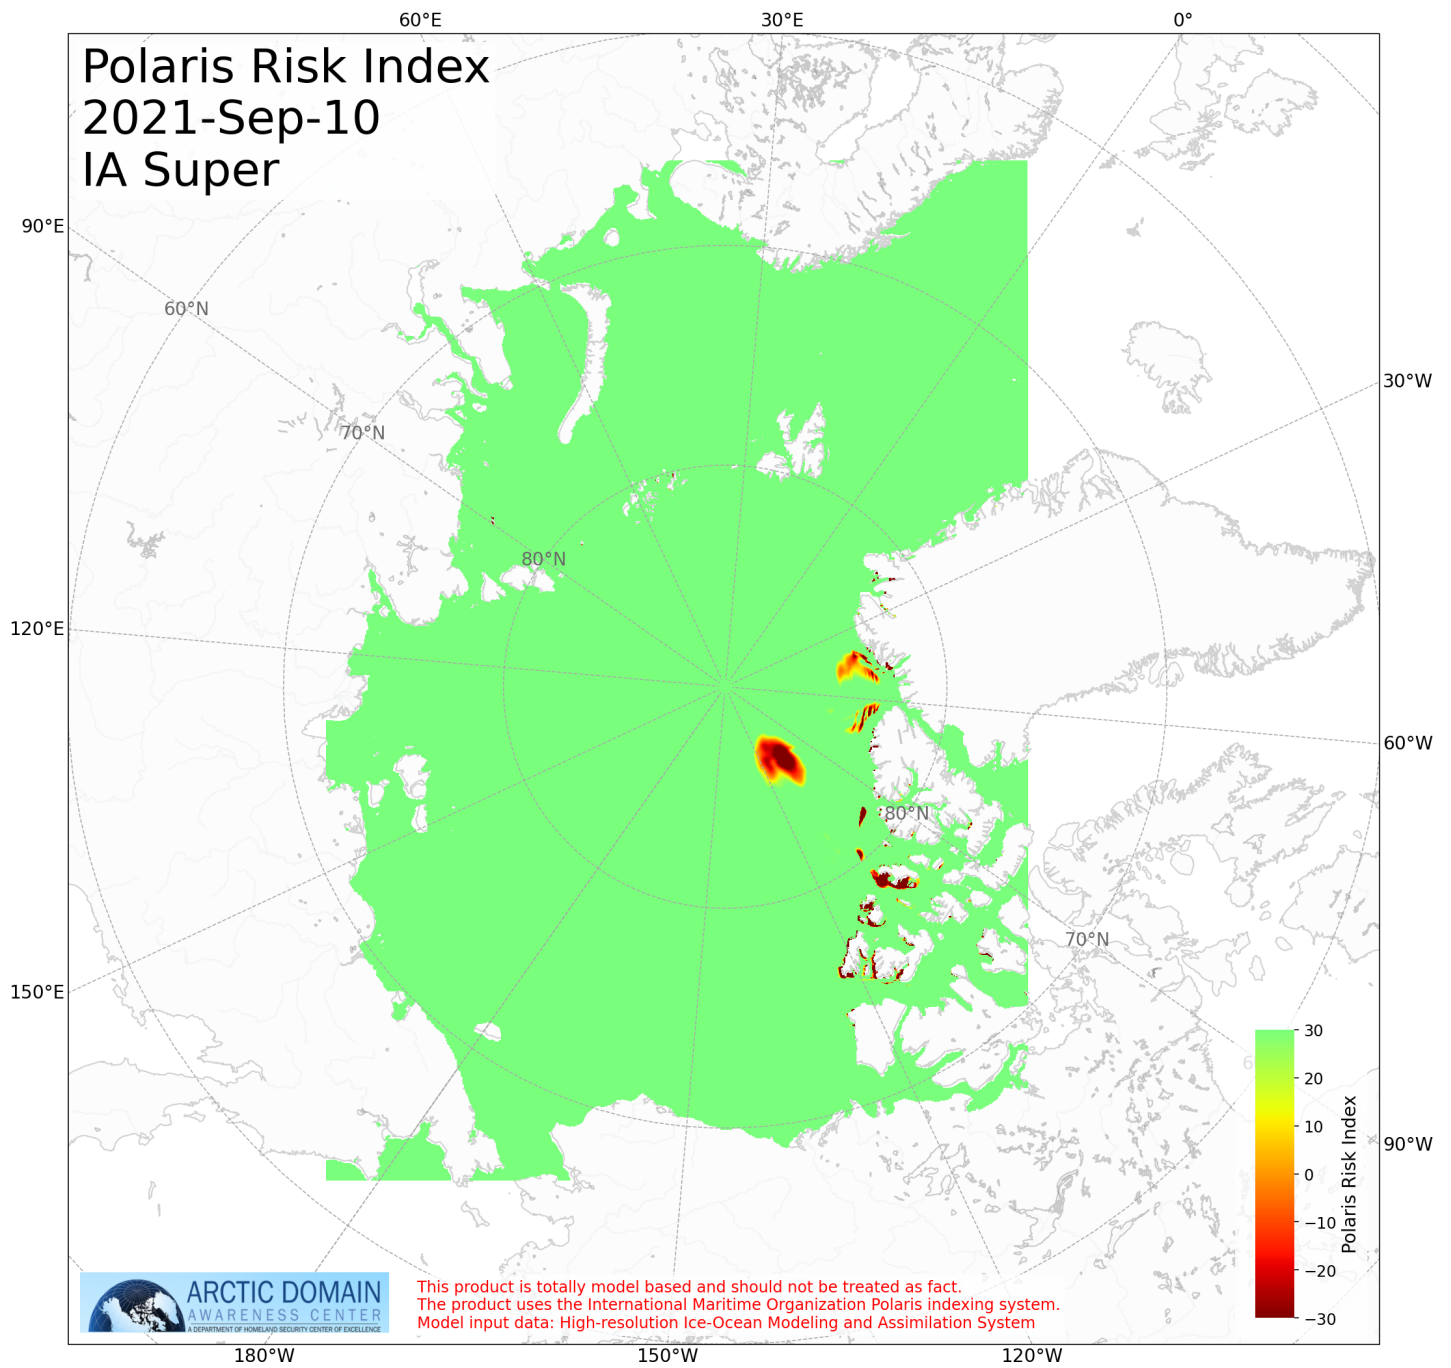 60°E 30°E 0°
Polaris Risk Index
2021-Sep-10
IA Super
90°E
60°N
30°W
70°N
80°N
120°E
60°W
80°N
70°N
150°E
30
20
10
0
−10
−20
−30
Polaris Risk Index
90°W
ARCTIC DOMAIN
AWARENESS CENTER
A DEPARTMENT OF HOMELAND SECURITY CENTER OF EXCELLENCE
This product is totally model based and should not be treated as fact.
The product uses the International Maritime Organization Polaris indexing system.
Model input data: High-resolution Ice-Ocean Modeling and Assimilation System
180°W 150°W 120°W